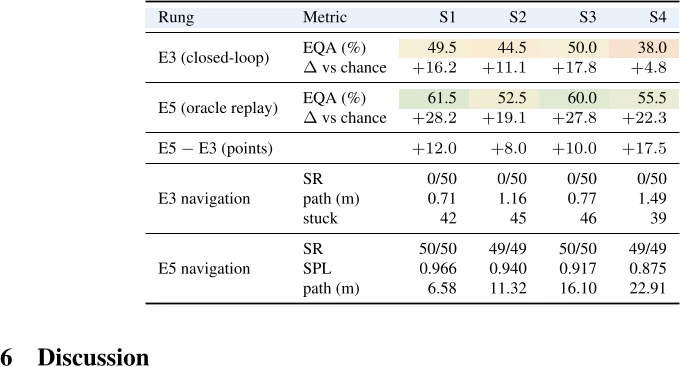 Rung Metric S1 S2 S3 S4
E3 (closed-loop) EQA (%) 49.5 44.5 50.0 38.0
Δ vs chance +16.2 +11.1 +17.8 +4.8
E5 (oracle replay) EQA (%) 61.5 52.5 60.0 55.5
Δ vs chance +28.2 +19.1 +27.8 +22.3
E5 − E3 (points) +12.0 +8.0 +10.0 +17.5
SR 0/50 0/50 0/50 0/50
E3 navigation path (m) 0.71 1.16 0.77 1.49
stuck 42 45 46 39
SR 50/50 49/49 50/50 49/49
E5 navigation SPL 0.966 0.940 0.917 0.875
path (m) 6.58 11.32 16.10 22.91
6 Discussion